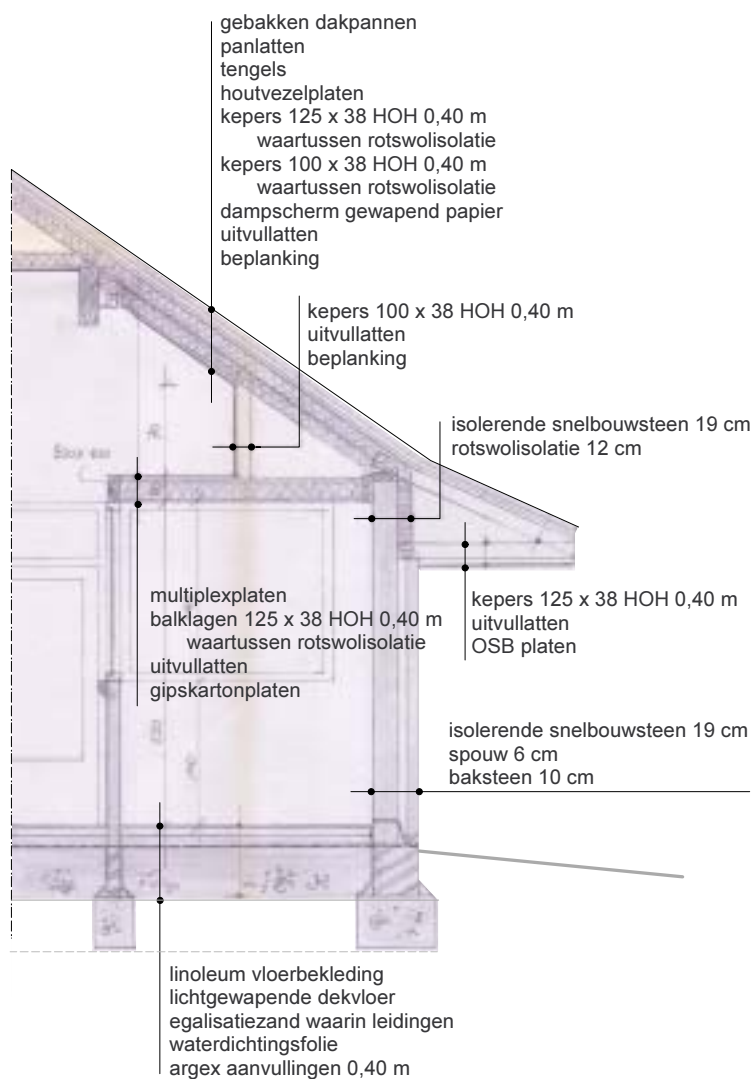 gebakken dakpannen
panlatten
tengels
houtvezelplaten
kepers 125 x 38 HOH 0,40 m
waartussen rotswolisolatie
kepers 100 x 38 HOH 0,40 m
waartussen rotswolisolatie
dampscherm gewapend papier
uitvullatten
beplanking
kepers 100 x 38 HOH 0,40 m
uitvullatten
beplanking
isolerende snelbouwsteen 19 cm
rotswolisolatie 12 cm
multiplexplaten
balklagen 125 x 38 HOH 0,40 m
waartussen rotswolisolatie
uitvullatten
gipskartonplaten
kepers 125 x 38 HOH 0,40 m
uitvullatten
OSB platen
isolerende snelbouwsteen 19 cm
spouw 6 cm
baksteen 10 cm
linoleum vloerbekleding
lichtgewapende dekvloer
egalisatiezand waarin leidingen
waterdichtingsfolie
argex aanvullingen 0,40 m